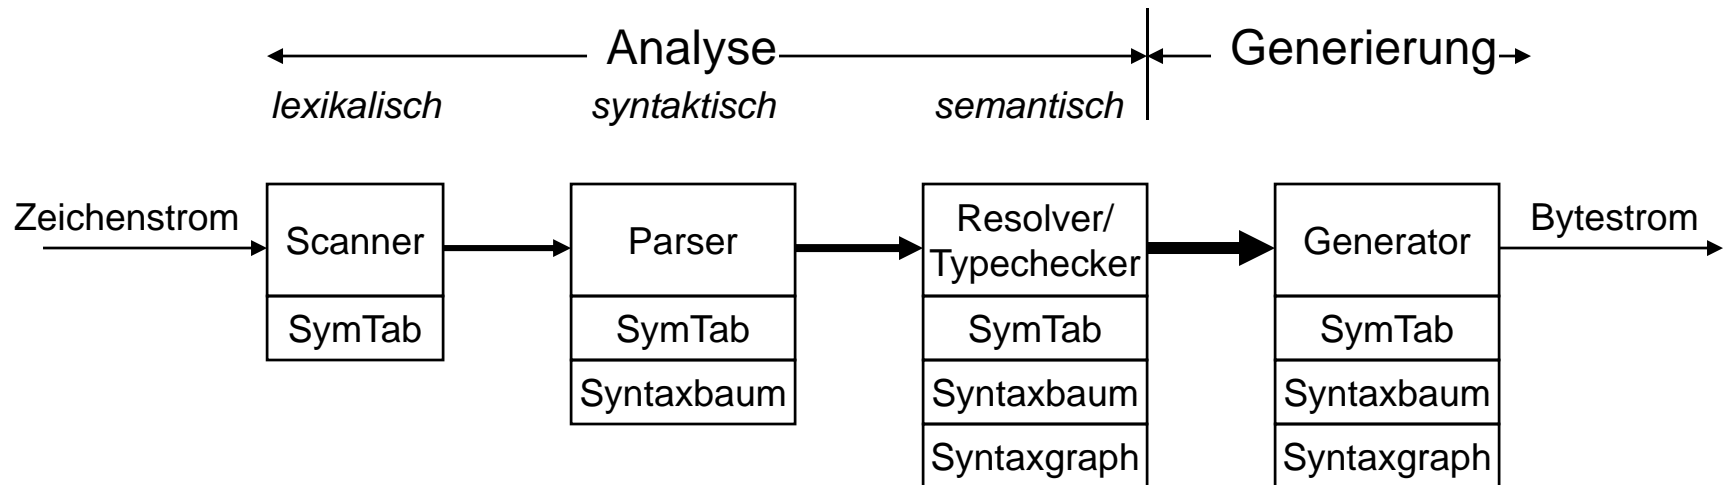 Analyse
Generierung
lexikalisch
syntaktisch
semantisch
Zeichenstrom
Scanner
Parser
Resolver/
Typechecker
Generator
Bytestrom
SymTab
SymTab
SymTab
SymTab
Syntaxbaum
Syntaxbaum
Syntaxbaum
Syntaxgraph
Syntaxgraph